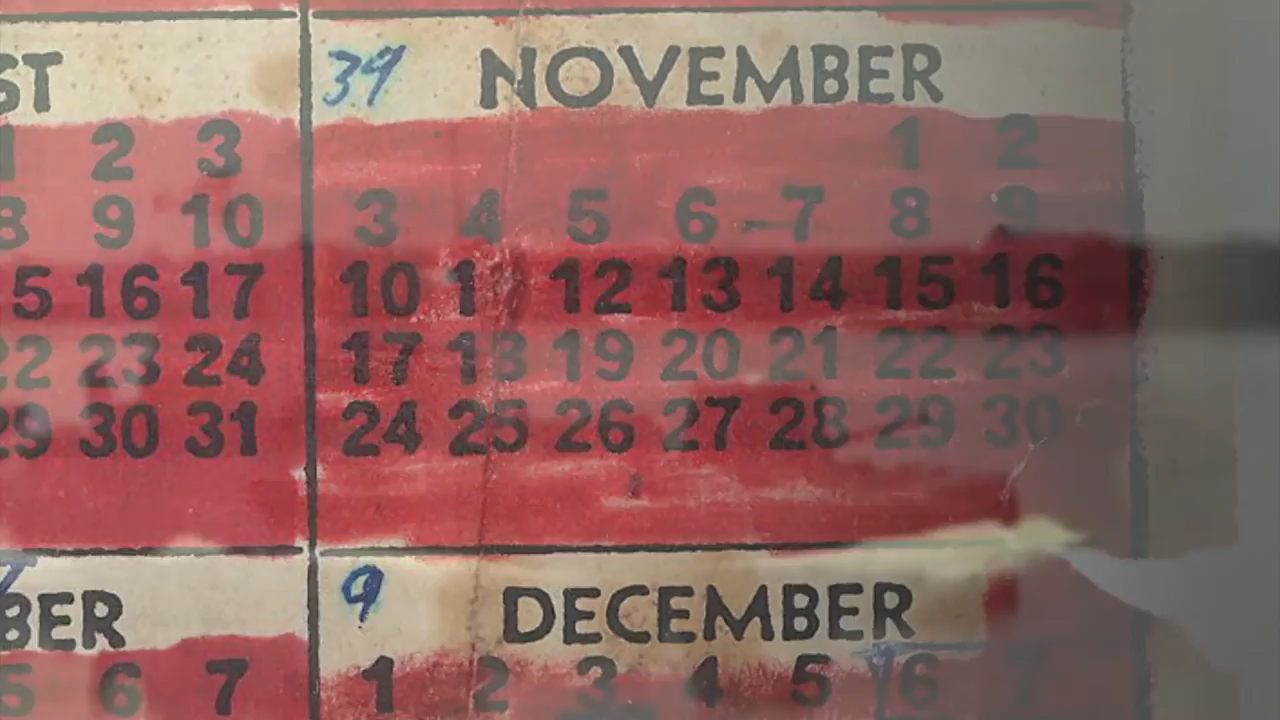 ST 39 NOVEMBER
1 2 3 1 2
8 9 10 3 4 5 6 7 8 9
5 16 17 10 1 12 13 14 15 16
22 23 24 17 18 19 20 21 22 23
29 30 31 24 25 26 27 28 29 30
BER 9 DECEMBER
5 6 7 1 2 3 4 5 6 7